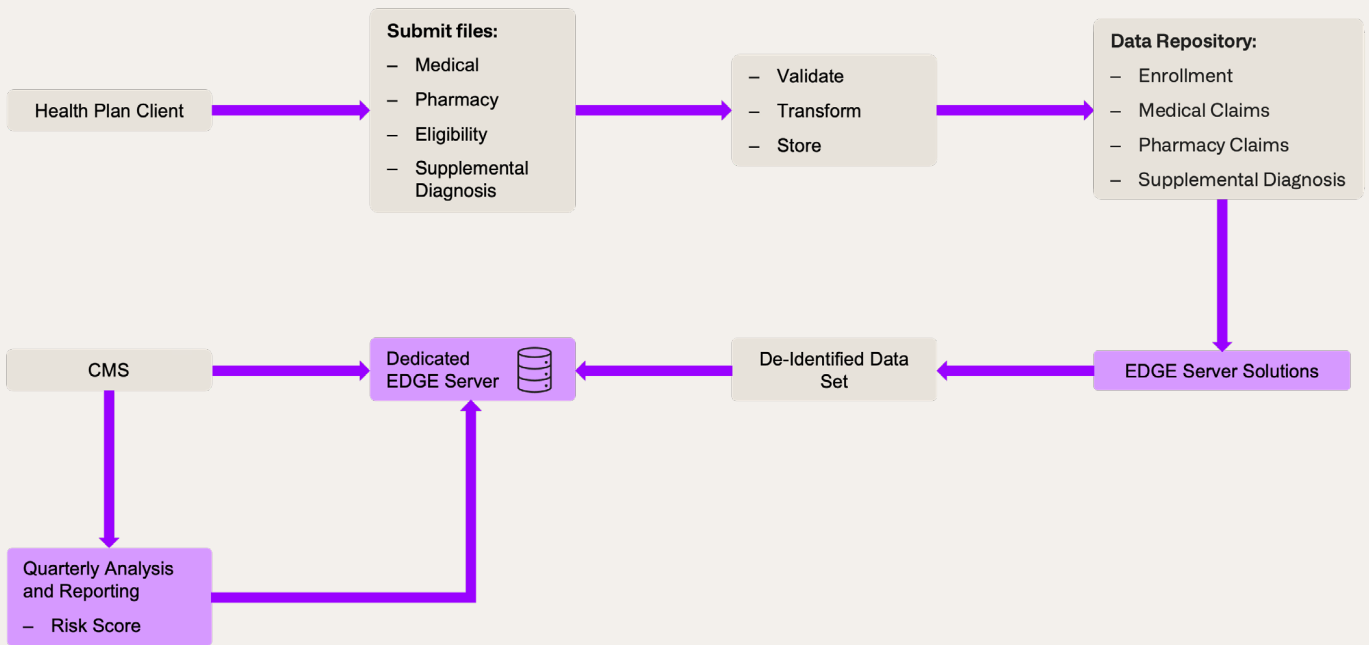 Health Plan Client
Submit files:
– Medical
– Pharmacy
– Eligibility
– Supplemental
Diagnosis
– Validate
– Transform
– Store
Data Repository:
– Enrollment
– Medical Claims
– Pharmacy Claims
– Supplemental Diagnosis
CMS
Dedicated
EDGE Server
De-Identified Data
Set
EDGE Server Solutions
Quarterly Analysis
and Reporting
– Risk Score